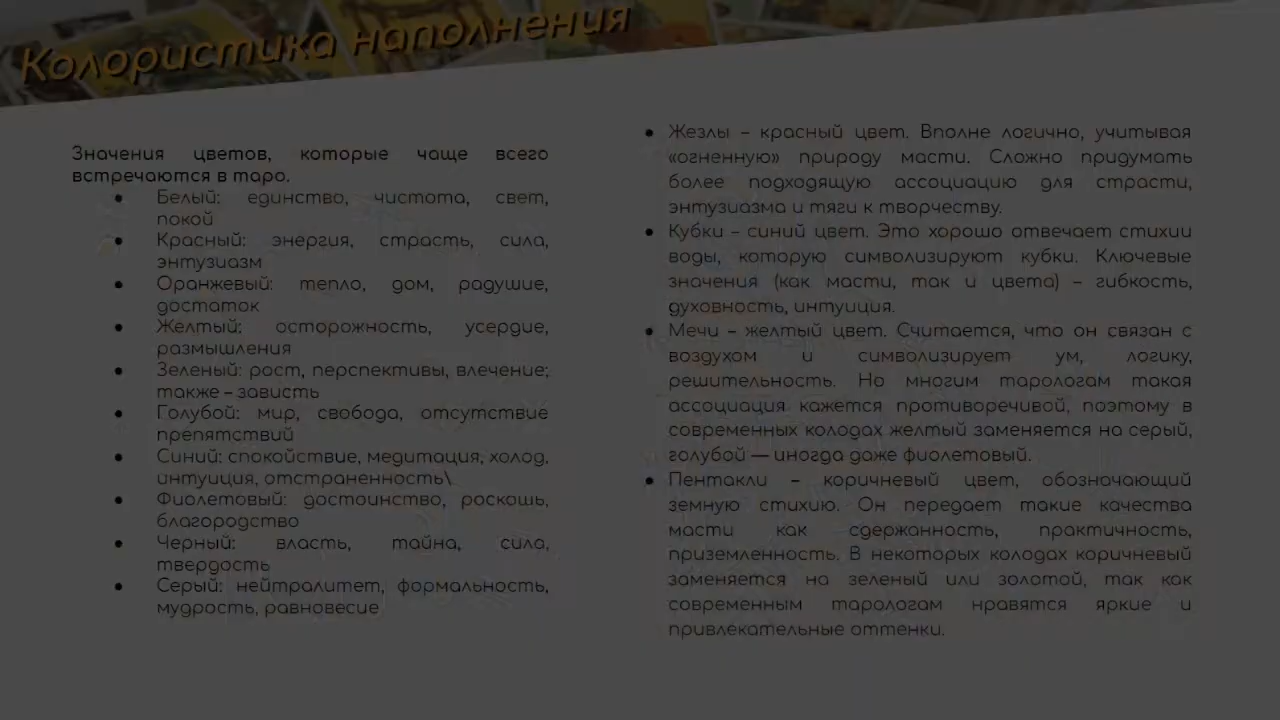 Колористика наполнения
Значения цветов, которые чаще всего
встречаются в таро.
● Белый: единство, чистота, свет,
покой
● Красный: энергия, страсть, сила,
энтузиазм
● Оранжевый: тепло, дом, радушие,
достаток
● Желтый: осторожность, усердие,
размышления
● Зеленый: рост, перспективы, влечение;
также – зависть
● Голубой: мир, свобода, отсутствие
препятствий
● Синий: спокойствие, медитация, холод,
интуиция, отстраненность\
● Фиолетовый: достоинство, роскошь,
благородство
● Черный: власть, тайна, сила,
твердость
● Серый: нейтралитет, формальность,
мудрость, равновесие
● Жезлы – красный цвет. Вполне логично, учитывая
«огненную» природу масти. Сложно придумать
более подходящую ассоциацию для страсти,
энтузиазма и тяги к творчеству.
● Кубки – синий цвет. Это хорошо отвечает стихии
воды, которую символизируют кубки. Ключевые
значения (как масти, так и цвета) – гибкость,
духовность, интуиция.
● Мечи – желтый цвет. Считается, что он связан с
воздухом и символизирует ум, логику,
решительность. Но многим тарологам такая
ассоциация кажется противоречивой, поэтому в
современных колодах желтый заменяется на серый,
голубой — иногда даже фиолетовый.
● Пентакли – коричневый цвет, обозначающий
земную стихию. Он передает такие качества
масти как сдержанность, практичность,
приземленность. В некоторых колодах коричневый
заменяется на зеленый или золотой, так как
современным тарологам нравятся яркие и
привлекательные оттенки.